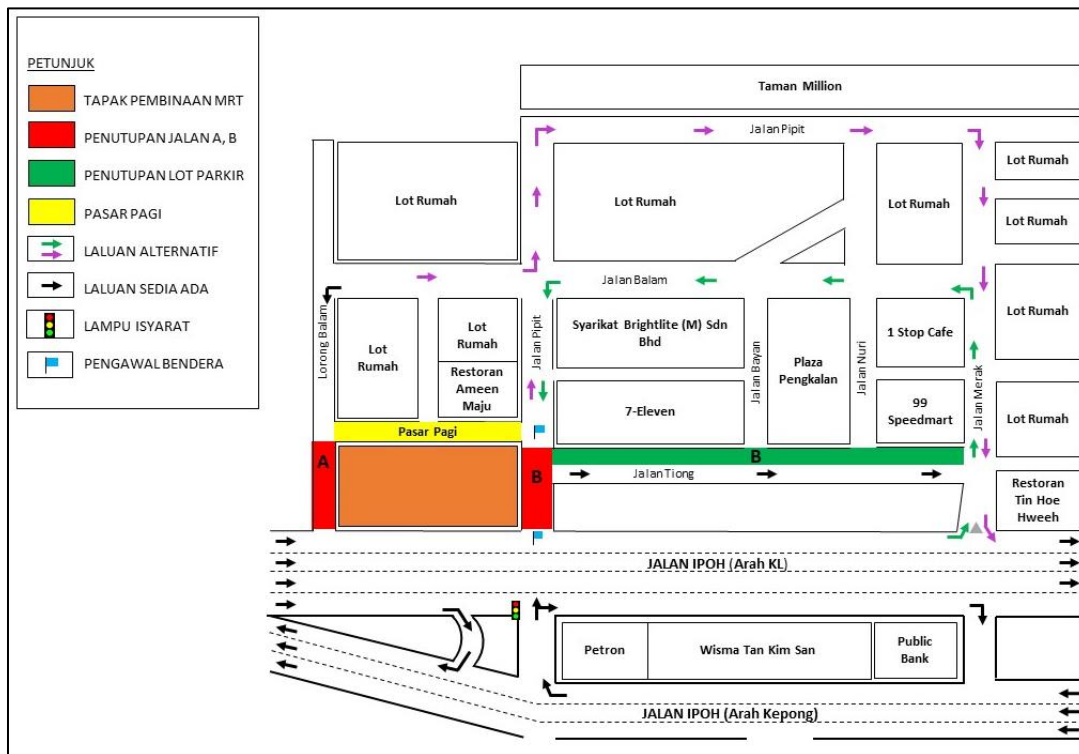 PETUNJUK
TAPAK PEMBINAAN MRT
PENUTUPAN JALAN A, B
PENUTUPAN LOT PARKIR
PASAR PAGI
LALUAN ALTERNATIF
LALUAN SEDIA ADA
LAMPU ISYARAT
PENGAWAL BENDERA
Taman Million
Jalan Pipit
Lot Rumah
Lot Rumah
Lot Rumah
Lot Rumah
Lot Rumah
Lot Rumah
Jalan Balam
Lorong Balam
Lot
Rumah
Lot
Rumah
Restoran
Ameen
Maju
Jalan Pipit
Syarikat Brightlite (M) Sdn
Bhd
7-Eleven
Jalan Bayan
Plaza
Pengkalan
Jalan Nuri
1 Stop Cafe
99
Speedmart
Jalan Merak
Lot Rumah
Pasar Pagi
A
B
B
Jalan Tiong
Restoran
Tin Hoe
Hweeh
JALAN IPOH (Arah KL)
Petron
Wisma Tan Kim San
Public
Bank
JALAN IPOH (Arah Kepong)